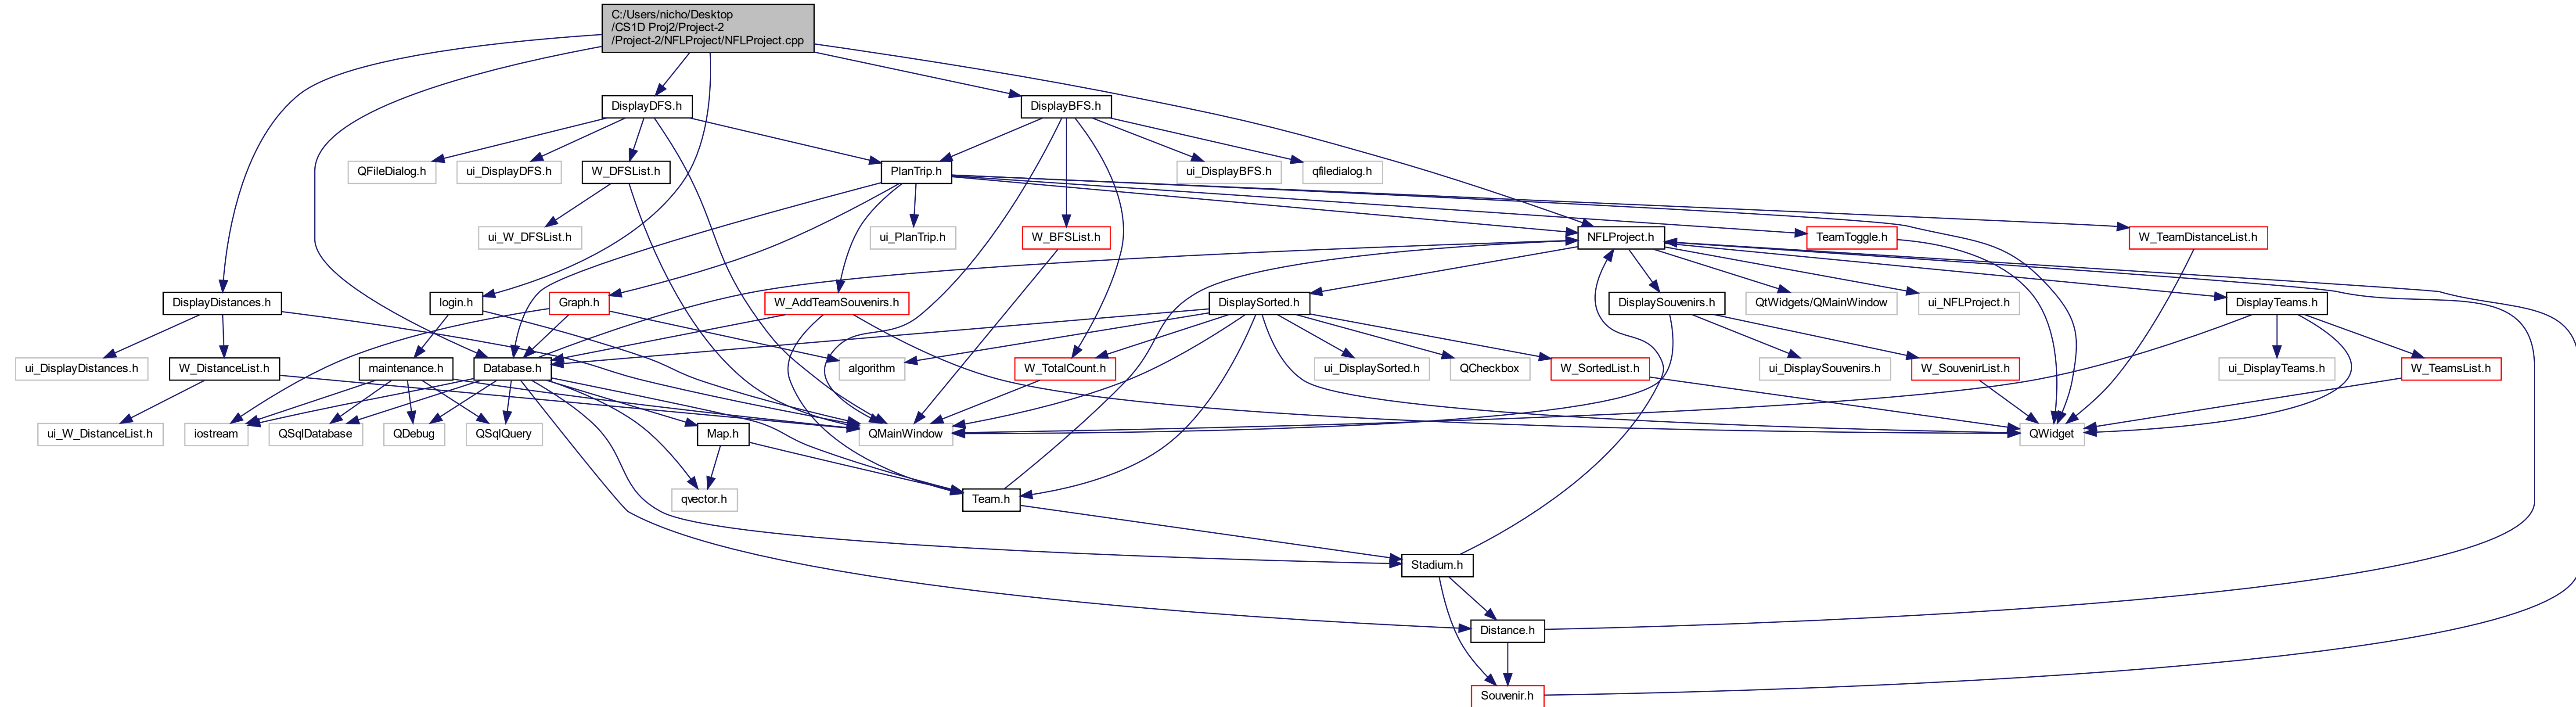 C:/Users/nicho/Desktop
/CS1D Proj2/Project-2
/Project-2/NFLProject/NFLProject.cpp
DisplayDFS.h
DisplayBFS.h
QFileDialog.h
ui_DisplayDFS.h
W_DFSList.h
PlanTrip.h
ui_DisplayBFS.h
qfiledialog.h
ui_W_DFSList.h
ui_PlanTrip.h
W_BFSList.h
NFLProject.h
TeamToggle.h
W_TeamDistanceList.h
DisplayDistances.h
login.h
Graph.h
W_AddTeamSouvenirs.h
DisplaySorted.h
DisplaySouvenirs.h
QtWidgets/QMainWindow
ui_NFLProject.h
DisplayTeams.h
ui_DisplayDistances.h
W_DistanceList.h
maintenance.h
Database.h
algorithm
W_TotalCount.h
ui_DisplaySorted.h
QCheckbox
W_SortedList.h
ui_DisplaySouvenirs.h
W_SouvenirList.h
ui_DisplayTeams.h
W_TeamsList.h
ui_W_DistanceList.h
iostream
QSqlDatabase
QDebug
QSqlQuery
Map.h
QMainWindow
QWidget
qvector.h
Team.h
Stadium.h
Distance.h
Souvenir.h